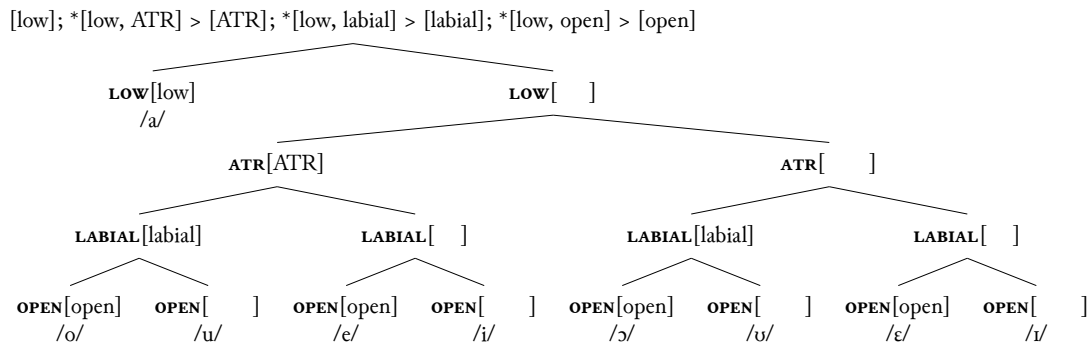 [low]; *[low, ATR] > [ATR]; *[low, labial] > [labial]; *[low, open] > [open]
LOW[low] LOW[ ]
/a/
ATR[ATR] ATR[ ]
LABIAL[labial] LABIAL[ ] LABIAL[labial] LABIAL[ ]
OPEN[open] OPEN[ ] OPEN[open] OPEN[ ] OPEN[open] OPEN[ ] OPEN[open] OPEN[ ]
/o/ /u/ /e/ /i/ /ɔ/ /ʊ/ /ɛ/ /ɪ/